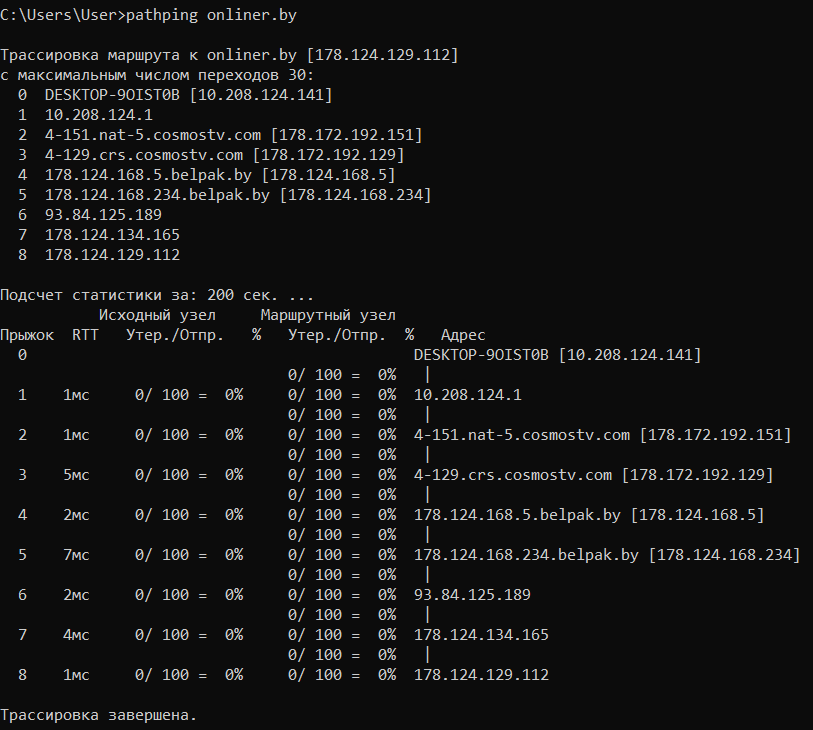 C:\Users\User>pathping onliner.by
Трассировка маршрута к onliner.by [178.124.129.112]
с максимальным числом переходов 30:
0 DESKTOP-9OIST0B [10.208.124.141]
1 10.208.124.1
2 4-151.nat-5.cosmostv.com [178.172.192.151]
3 4-129.crs.cosmostv.com [178.172.192.129]
4 178.124.168.5.belpak.by [178.124.168.5]
5 178.124.168.234.belpak.by [178.124.168.234]
6 93.84.125.189
7 178.124.134.165
8 178.124.129.112
Подсчет статистики за: 200 сек. ...
Исходный узел Маршрутный узел
Прыжок RTT Утер./Отпр. % Утер./Отпр. % Адрес
0 DESKTOP-9OIST0B [10.208.124.141]
0/ 100 = 0% |
1 1мс 0/ 100 = 0% 0/ 100 = 0% 10.208.124.1
0/ 100 = 0% |
2 1мс 0/ 100 = 0% 0/ 100 = 0% 4-151.nat-5.cosmostv.com [178.172.192.151]
0/ 100 = 0% |
3 5мс 0/ 100 = 0% 0/ 100 = 0% 4-129.crs.cosmostv.com [178.172.192.129]
0/ 100 = 0% |
4 2мс 0/ 100 = 0% 0/ 100 = 0% 178.124.168.5.belpak.by [178.124.168.5]
0/ 100 = 0% |
5 7мс 0/ 100 = 0% 0/ 100 = 0% 178.124.168.234.belpak.by [178.124.168.234]
0/ 100 = 0% |
6 2мс 0/ 100 = 0% 0/ 100 = 0% 93.84.125.189
0/ 100 = 0% |
7 4мс 0/ 100 = 0% 0/ 100 = 0% 178.124.134.165
0/ 100 = 0% |
8 1мс 0/ 100 = 0% 0/ 100 = 0% 178.124.129.112
Трассировка завершена.